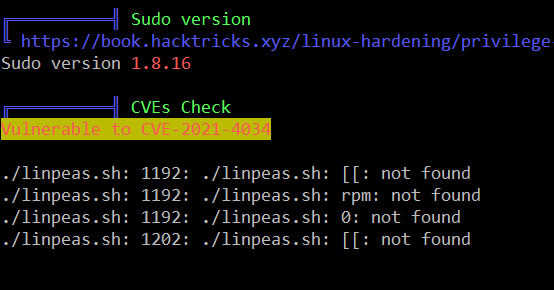 Sudo version
https://book.hacktricks.xyz/linux-hardening/privilege
Sudo version 1.8.16
CVEs Check
Vulnerable to CVE-2021-4034
./linpeas.sh: 1192: ./linpeas.sh: [[: not found
./linpeas.sh: 1192: ./linpeas.sh: rpm: not found
./linpeas.sh: 1192: ./linpeas.sh: 0: not found
./linpeas.sh: 1202: ./linpeas.sh: [[: not found